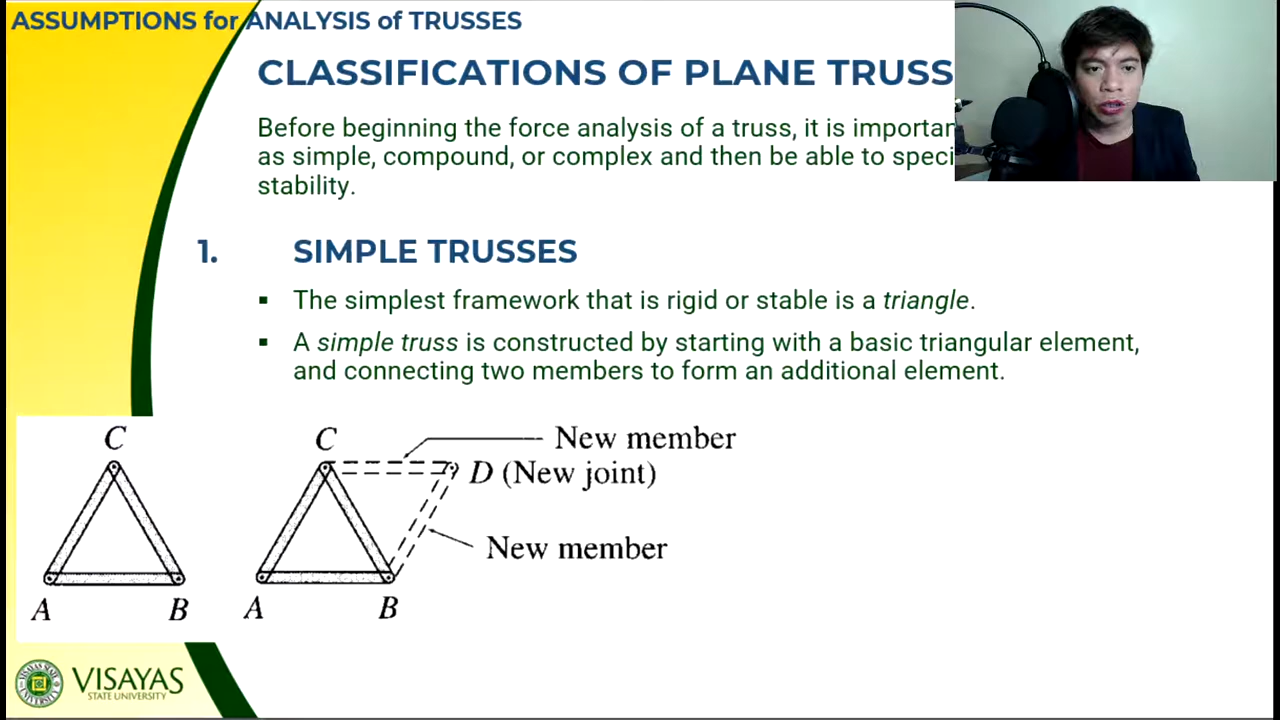 ASSUMPTIONS for ANALYSIS of TRUSSES
CLASSIFICATIONS OF PLANE TRUSS
Before beginning the force analysis of a truss, it is importan
as simple, compound, or complex and then be able to speci
stability.
1. SIMPLE TRUSSES
▪ The simplest framework that is rigid or stable is a triangle.
▪ A simple truss is constructed by starting with a basic triangular element,
and connecting two members to form an additional element.
C
A B
C
New member
D (New joint)
New member
A B
VISAYAS
STATE UNIVERSITY